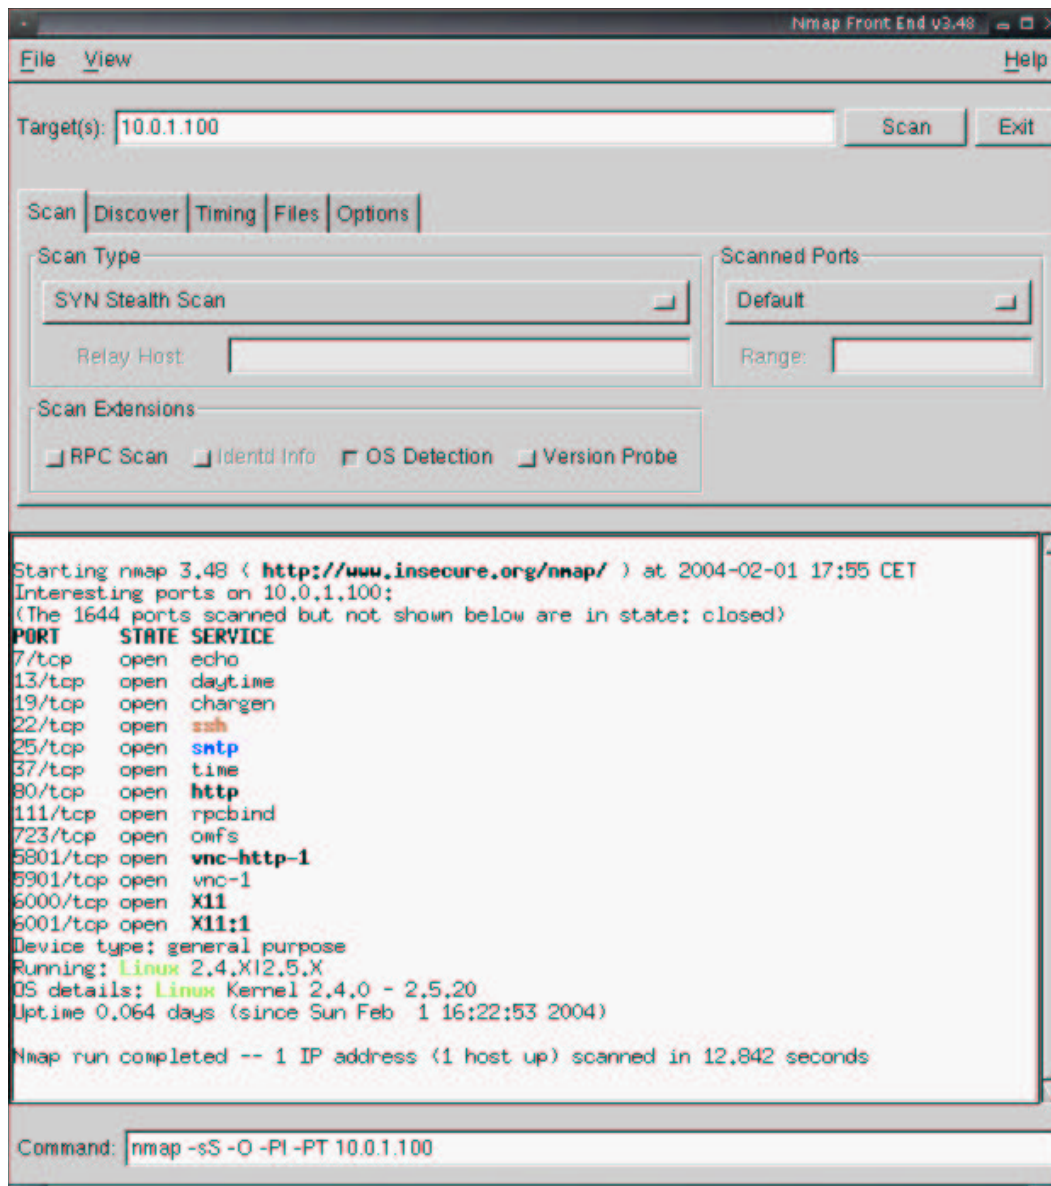 Nmap Front End v3.48
File View Help
Target(s): 10.0.1.100 Scan Exit
Scan Discover Timing Files Options
Scan Type Scanned Ports
SYN Stealth Scan Default
Relay Host: Range:
Scan Extensions
RPC Scan Identd Info OS Detection Version Probe
Starting nmap 3.48 ( http://www.insecure.org/nmap/ ) at 2004-02-01 17:55 CET
Interesting ports on 10.0.1.100:
(The 1644 ports scanned but not shown below are in state: closed)
PORT STATE SERVICE
7/tcp open echo
13/tcp open daytime
19/tcp open chargen
22/tcp open ssh
25/tcp open smtp
37/tcp open time
80/tcp open http
111/tcp open rpcbind
723/tcp open omfs
5801/tcp open vnc-http-1
5901/tcp open vnc-1
6000/tcp open X11
6001/tcp open X11:1
Device type: general purpose
Running: Linux 2.4.X|2.5.X
OS details: Linux Kernel 2.4.0 - 2.5.20
Uptime 0.064 days (since Sun Feb 1 16:22:53 2004)
Nmap run completed -- 1 IP address (1 host up) scanned in 12.842 seconds
Command: nmap -sS -O -PI -PT 10.0.1.100